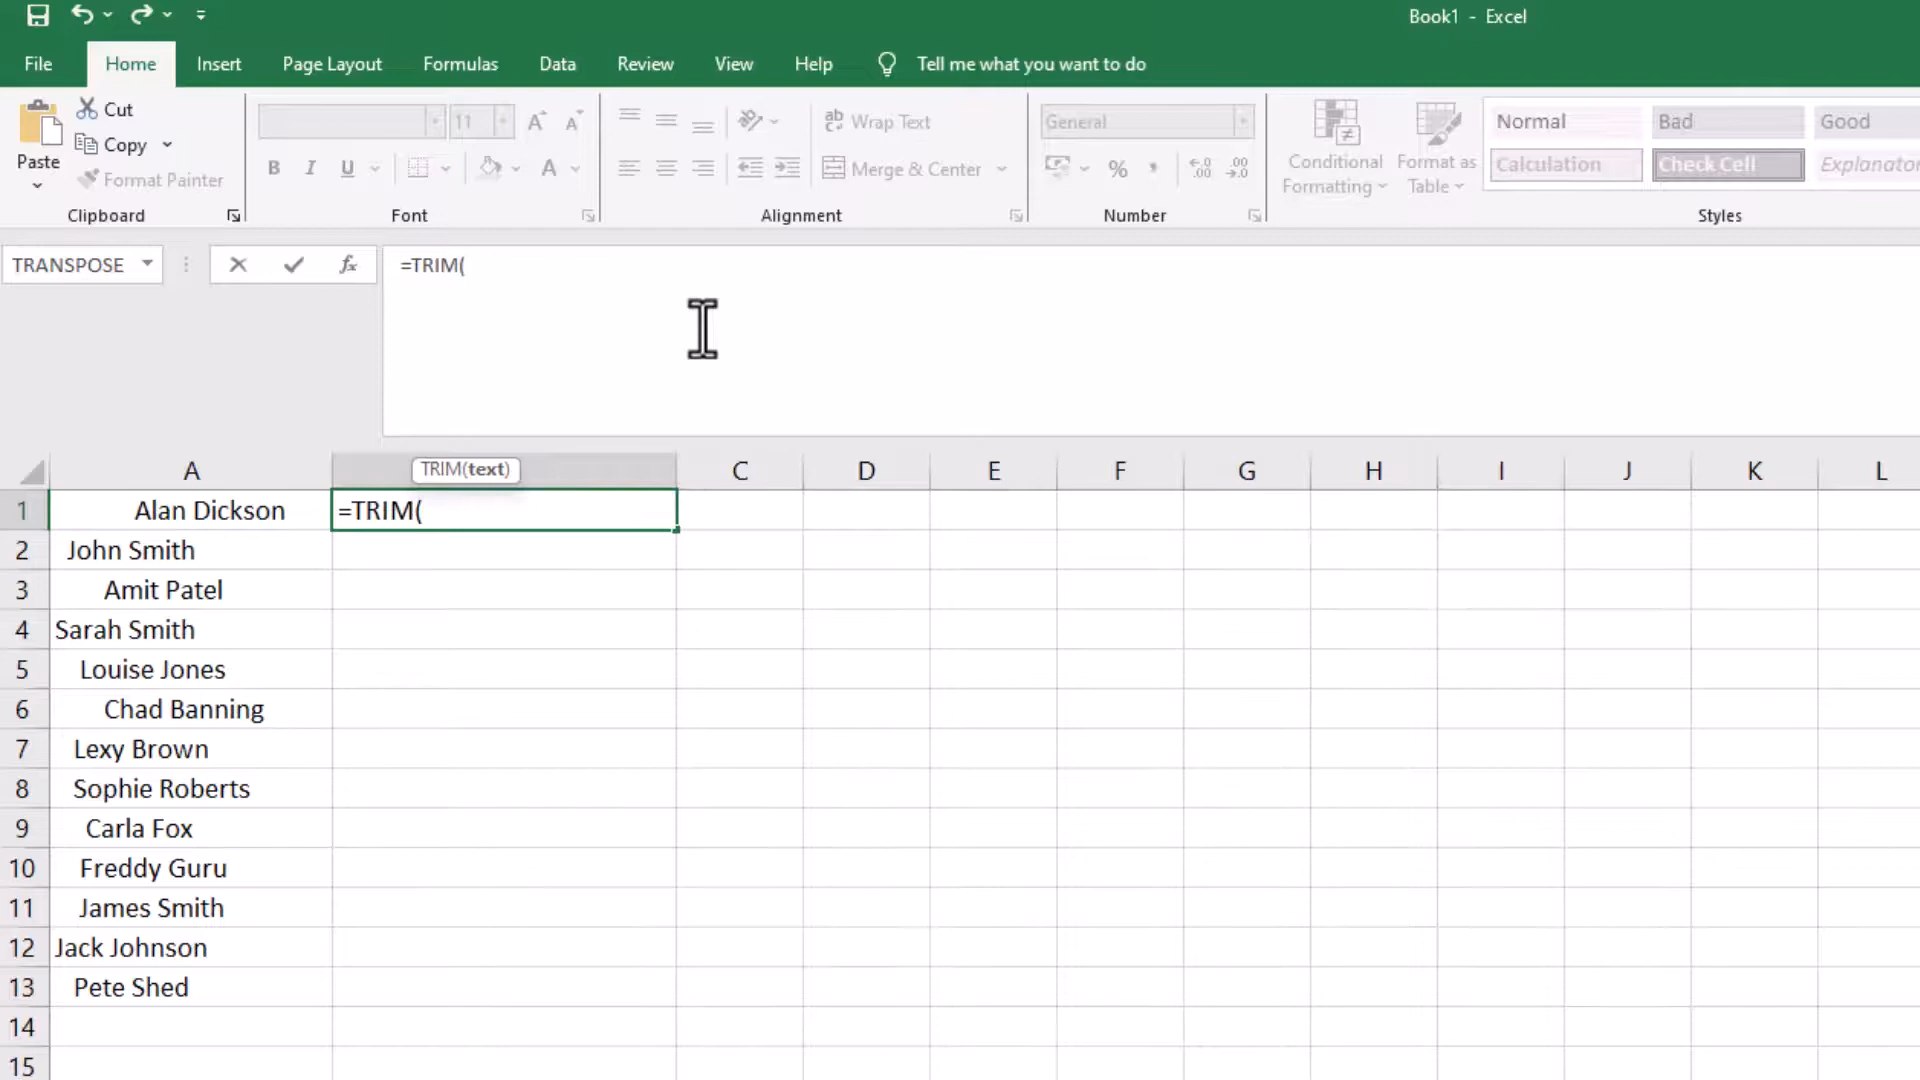 Book1 - Excel
File Home Insert Page Layout Formulas Data Review View Help Tell me what you want to do
Paste
Cut
Copy
Format Painter
Clipboard
11
B I U
Font
Wrap Text
Merge & Center
Alignment
General
%
Number
Conditional Formatting
Format as Table
Normal Bad Good
Calculation Check Cell
Styles
TRANSPOSE fx =TRIM(
TRIM(text)
A C D E F G H I J K L
1 Alan Dickson =TRIM(
2 John Smith
3 Amit Patel
4 Sarah Smith
5 Louise Jones
6 Chad Banning
7 Lexy Brown
8 Sophie Roberts
9 Carla Fox
10 Freddy Guru
11 James Smith
12 Jack Johnson
13 Pete Shed
14
15